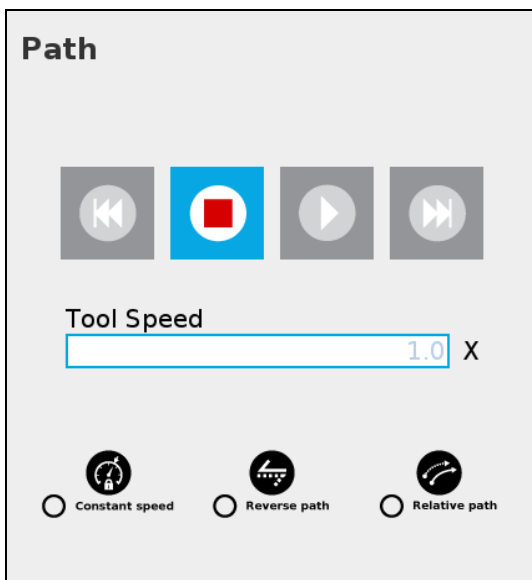 Path
Tool Speed
1.0 X
Constant speed
Reverse path
Relative path